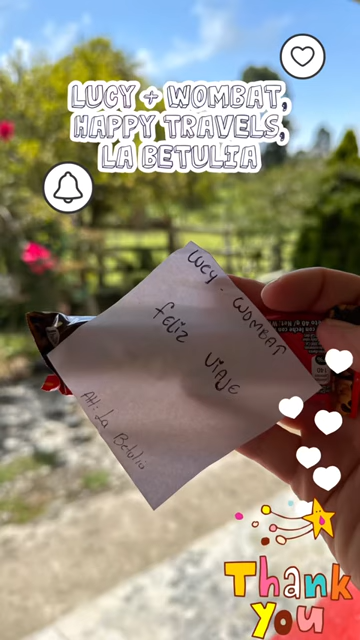 LUCY + WOMBAT,
HAPPY TRAVELS,
LA BETULIA
Lucy - WOMBAT
feliz
viaje
Att: La Betulia
Thank
you